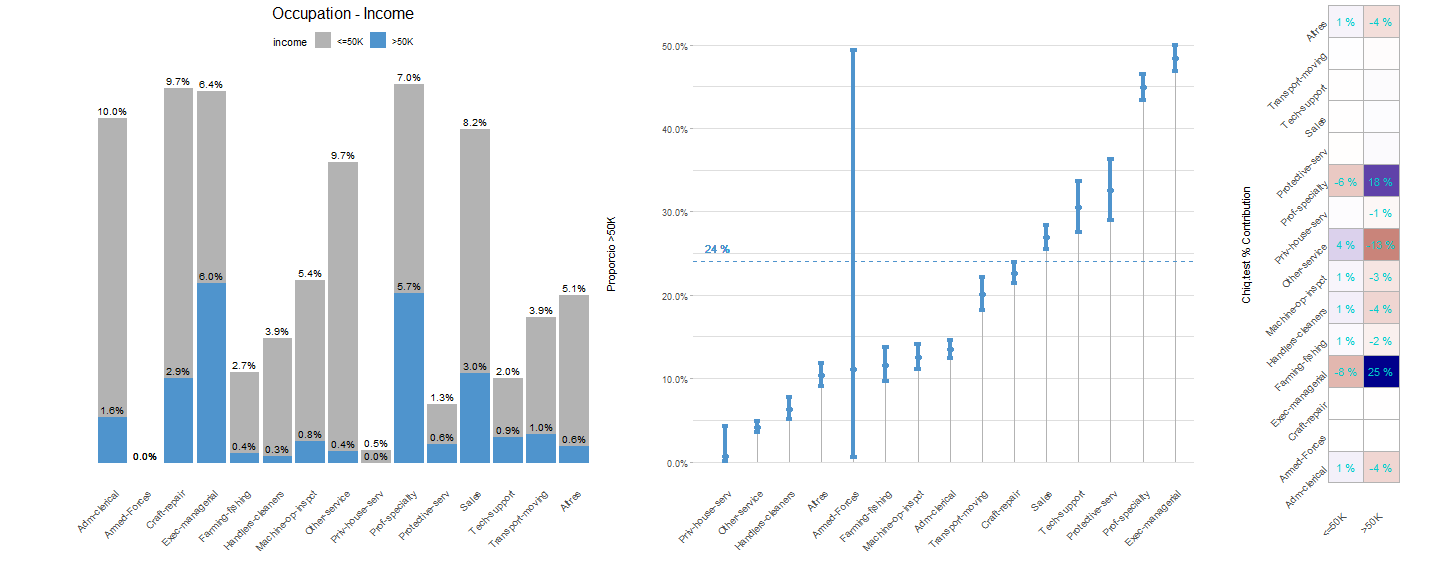 Occupation - Income
income <=50K >50K
10.0%
1.6%
0.0%
9.7%
2.9%
6.4%
6.0%
2.7%
0.4%
3.9%
0.3%
5.4%
0.8%
9.7%
0.4%
0.5%
0.0%
7.0%
5.7%
1.3%
0.6%
8.2%
3.0%
2.0%
0.9%
3.9%
1.0%
5.1%
0.6%
Adm-clerical
Armed-Forces
Craft-repair
Exec-managerial
Farming-fishing
Handlers-cleaners
Machine-op-inspct
Other-service
Priv-house-serv
Prof-specialty
Protective-serv
Sales
Tech-support
Transport-moving
Altres
Proporcio >50K
50.0%
40.0%
30.0%
20.0%
10.0%
0.0%
24 %
Priv-house-serv
Other-service
Handlers-cleaners
Altres
Armed-Forces
Farming-fishing
Machine-op-inspct
Adm-clerical
Transport-moving
Craft-repair
Sales
Tech-support
Protective-serv
Prof-specialty
Exec-managerial
Chiq.test % Contribution
Altres 1 % -4 %
Transport-moving
Tech-support
Sales
Protective-serv
Prof-specialty -6 % 18 %
Priv-house-serv -1 %
Other-service 4 % -13 %
Machine-op-inspct 1 % -3 %
Handlers-cleaners 1 % -4 %
Farming-fishing 1 % -2 %
Exec-managerial -8 % 25 %
Craft-repair
Armed-Forces
Adm-clerical 1 % -4 %
<=50K >50K